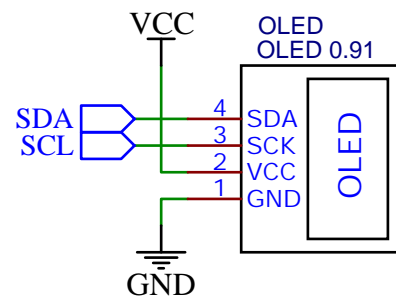 VCC
OLED
OLED 0.91
SDA 4 SDA
SCL 3 SCK
2 VCC
1 GND
OLED
GND